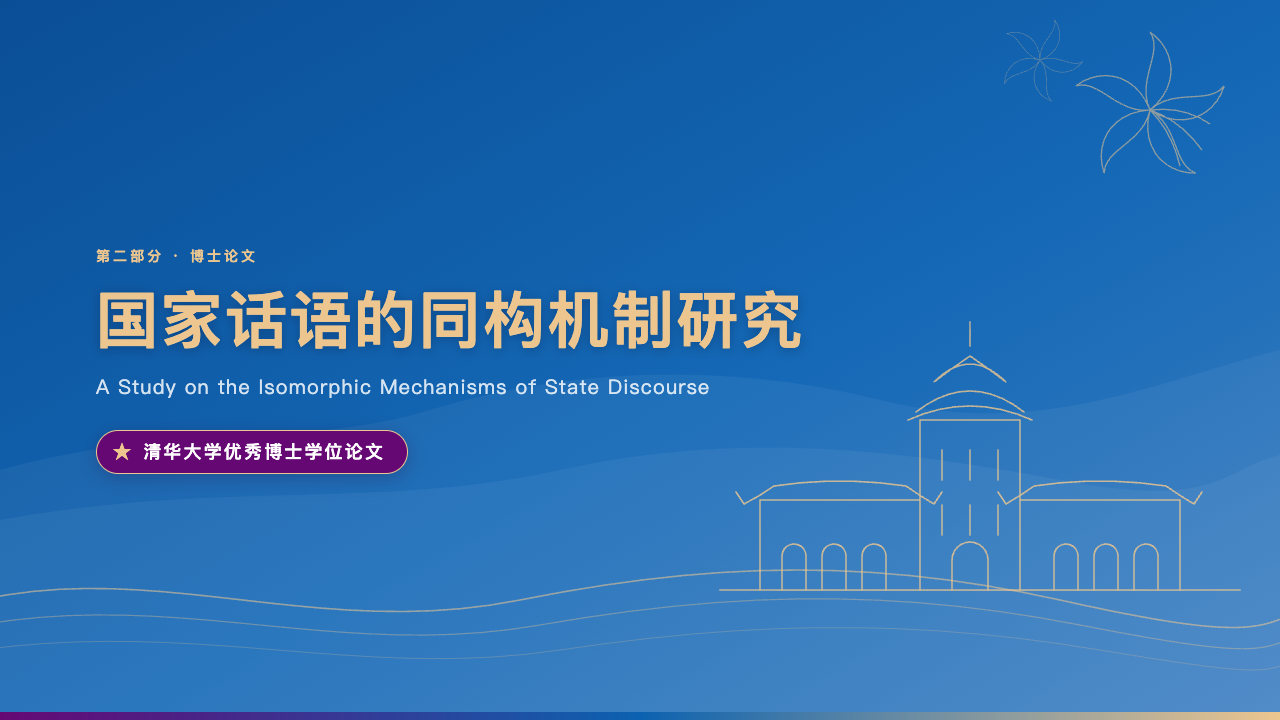 第二部分 · 博士论文
国家话语的同构机制研究
A Study on the Isomorphic Mechanisms of State Discourse
★ 清华大学优秀博士学位论文